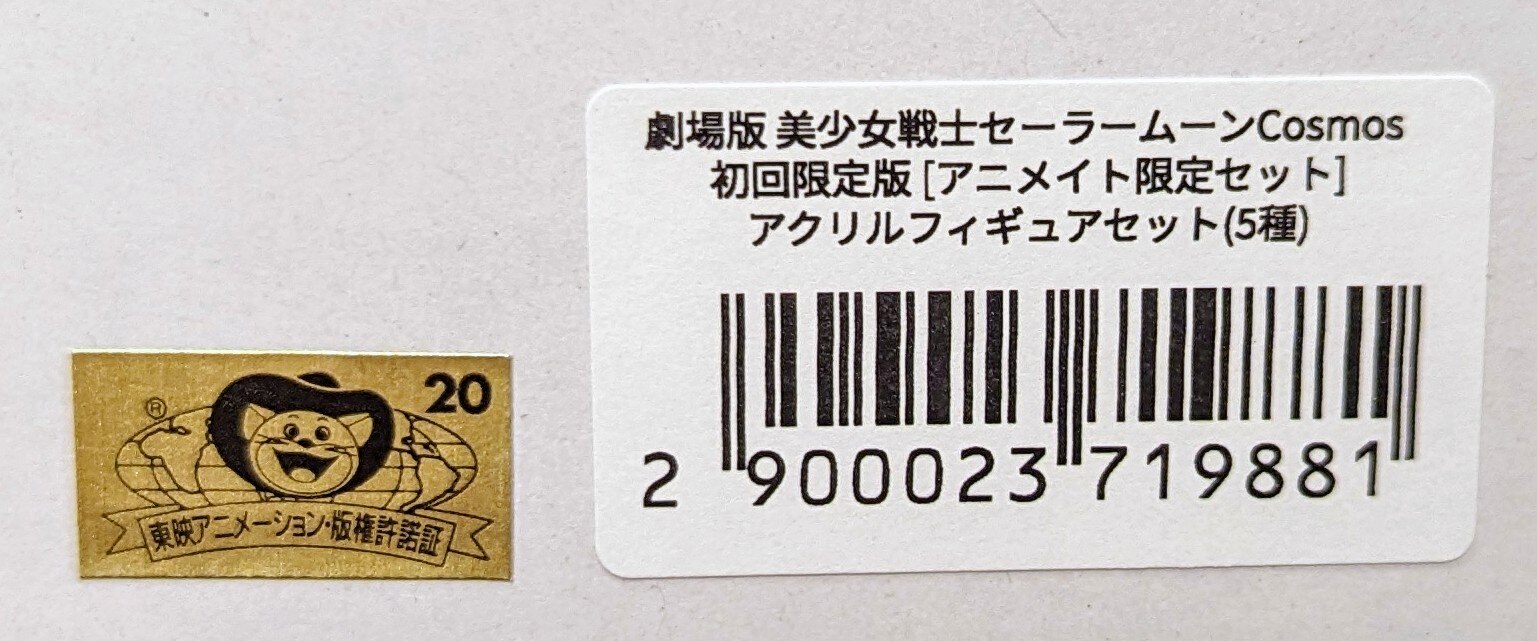 劇場版 美少女戦士セーラームーンCosmos
初回限定版 [アニメイト限定セット]
アクリルフィギュアセット(5種)
2 900023 719881
® 20
東映アニメーション・版権許諾証